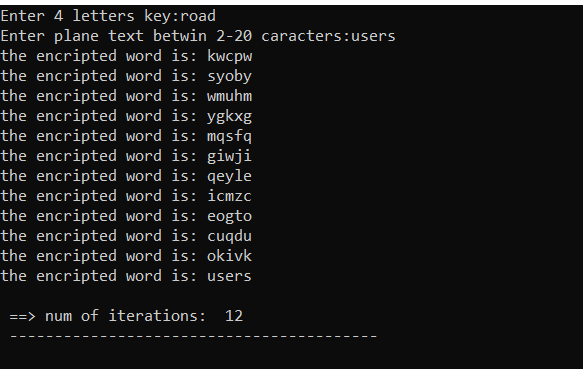 Enter 4 letters key:road
Enter plane text betwin 2-20 caracters:users
the encripted word is: kwcpw
the encripted word is: syoby
the encripted word is: wmuhm
the encripted word is: ygkxg
the encripted word is: mqsfq
the encripted word is: giwji
the encripted word is: qeyle
the encripted word is: icmzc
the encripted word is: eogto
the encripted word is: cuqdu
the encripted word is: okivk
the encripted word is: users
==> num of iterations:  12
-----------------------------------------